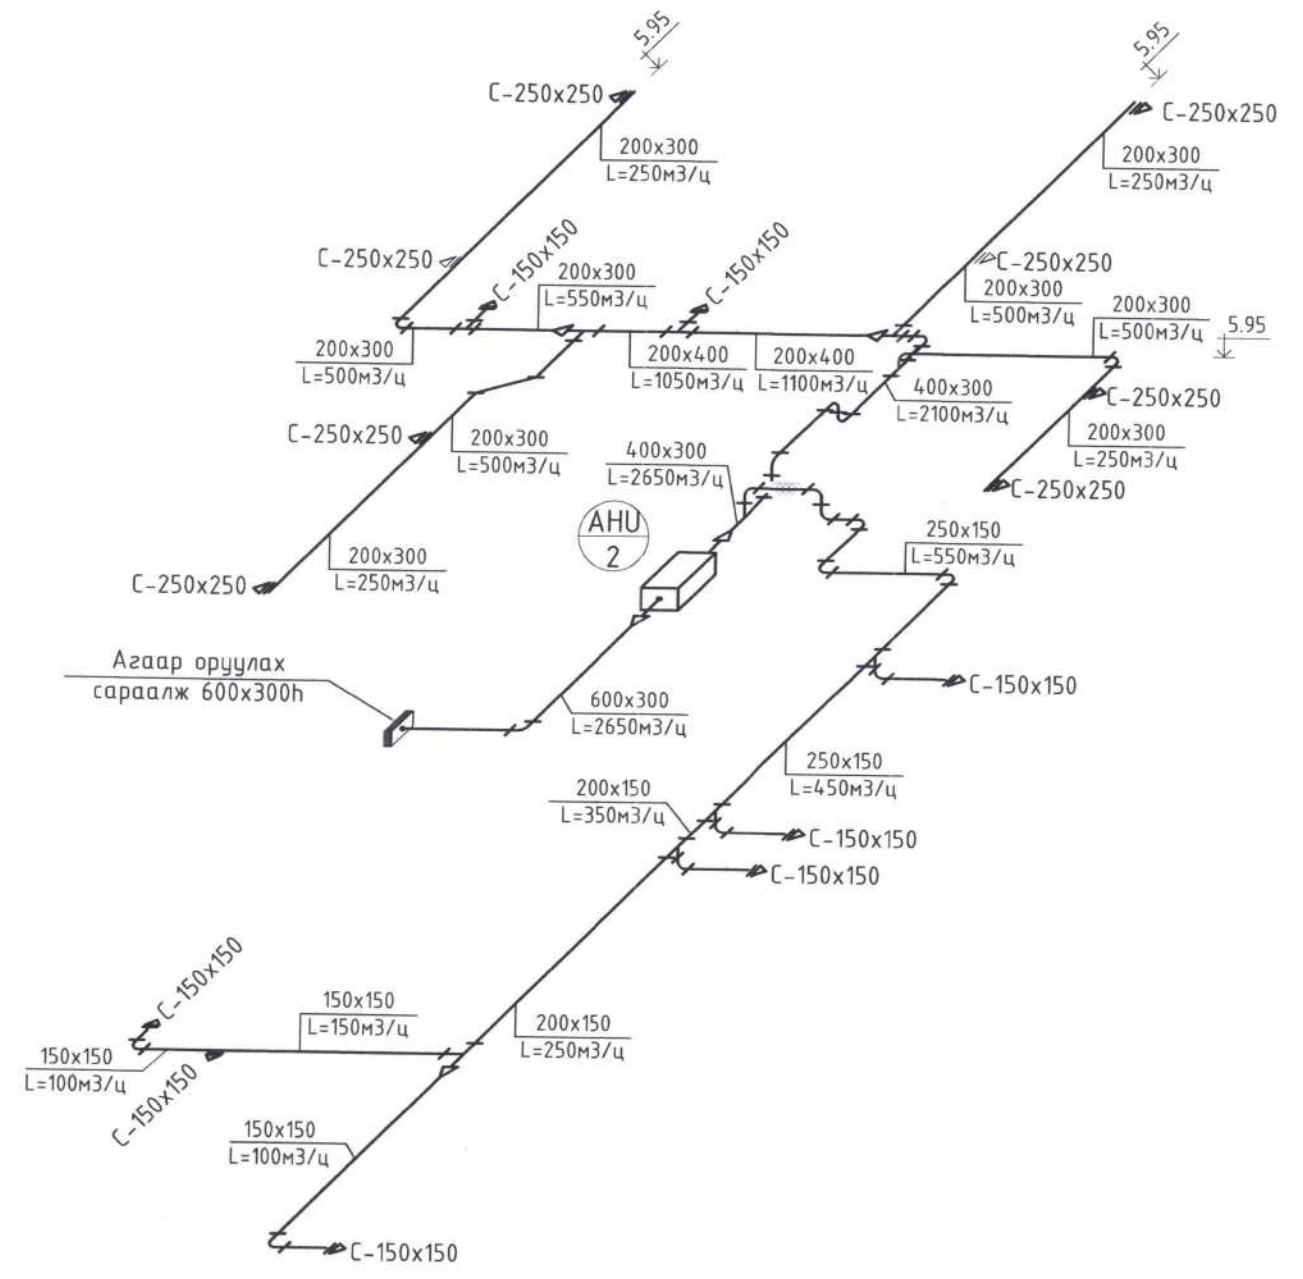 5.95
5.95
С-250x250
С-250x250
200x300
L=250м3/ц
200x300
L=250м3/ц
С-250x250
С-150x150
С-150x150
С-250x250
200x300
L=550м3/ц
200x300
L=500м3/ц
200x300
L=500м3/ц
5.95
200x300
L=500м3/ц
200x400
L=1050м3/ц
200x400
L=1100м3/ц
400x300
L=2100м3/ц
С-250x250
С-250x250
200x300
L=500м3/ц
400x300
L=2650м3/ц
200x300
L=250м3/ц
С-250x250
AHU
2
250x150
L=550м3/ц
200x300
L=250м3/ц
С-250x250
Агаар оруулах
сараалж 600x300h
С-150x150
600x300
L=2650м3/ц
250x150
L=450м3/ц
200x150
L=350м3/ц
С-150x150
С-150x150
С-150x150
150x150
L=150м3/ц
200x150
L=250м3/ц
150x150
L=100м3/ц
С-150x150
150x150
L=100м3/ц
С-150x150